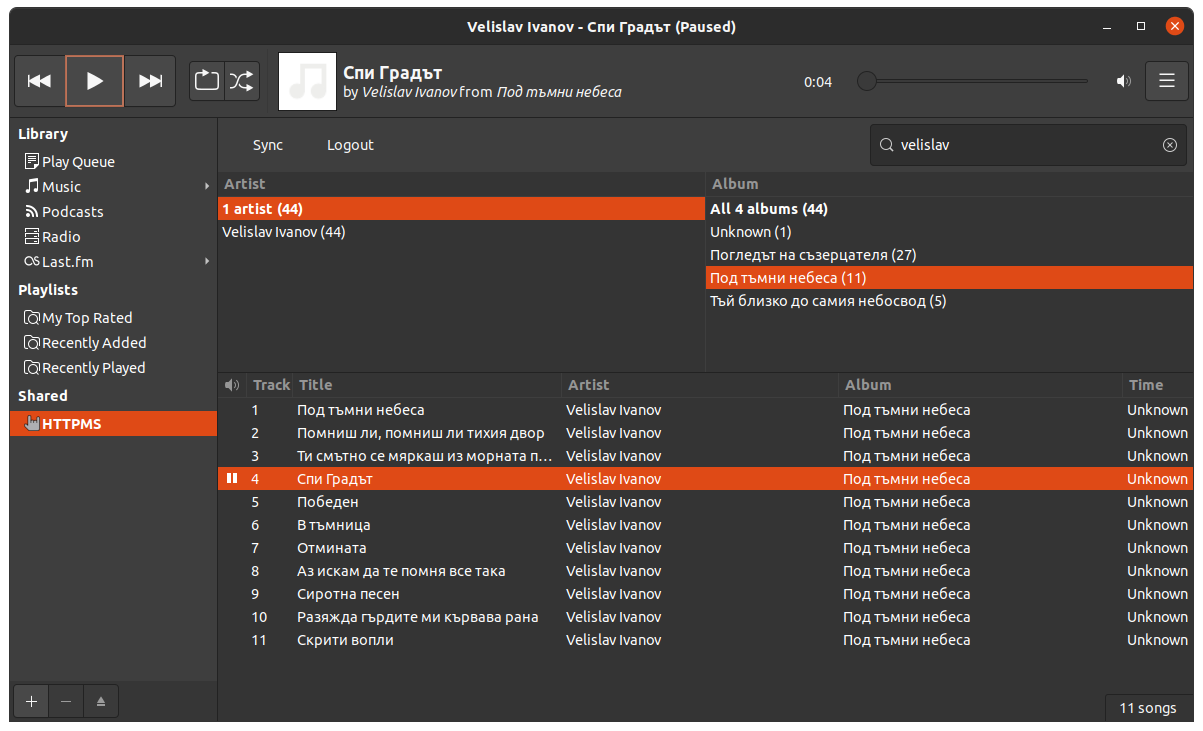 Velislav Ivanov - Спи Градът (Paused)
Спи Градът
by Velislav Ivanov from Под тъмни небеса
0:04
Library
Play Queue
Music
Podcasts
Radio
Last.fm
Playlists
My Top Rated
Recently Added
Recently Played
Shared
HTTPMS
Sync Logout velislav
Artist Album
1 artist (44) All 4 albums (44)
Velislav Ivanov (44) Unknown (1)
Погледът на съзерцателя (27)
Под тъмни небеса (11)
Тъй близко до самия небосвод (5)
Track Title Artist Album Time
1 Под тъмни небеса Velislav Ivanov Под тъмни небеса Unknown
2 Помниш ли, помниш ли тихия двор Velislav Ivanov Под тъмни небеса Unknown
3 Ти смътно се мяркаш из морната п… Velislav Ivanov Под тъмни небеса Unknown
4 Спи Градът Velislav Ivanov Под тъмни небеса Unknown
5 Победен Velislav Ivanov Под тъмни небеса Unknown
6 В тъмница Velislav Ivanov Под тъмни небеса Unknown
7 Отмината Velislav Ivanov Под тъмни небеса Unknown
8 Аз искам да те помня все така Velislav Ivanov Под тъмни небеса Unknown
9 Сиротна песен Velislav Ivanov Под тъмни небеса Unknown
10 Разяжда гърдите ми кървава рана Velislav Ivanov Под тъмни небеса Unknown
11 Скрити вопли Velislav Ivanov Под тъмни небеса Unknown
11 songs